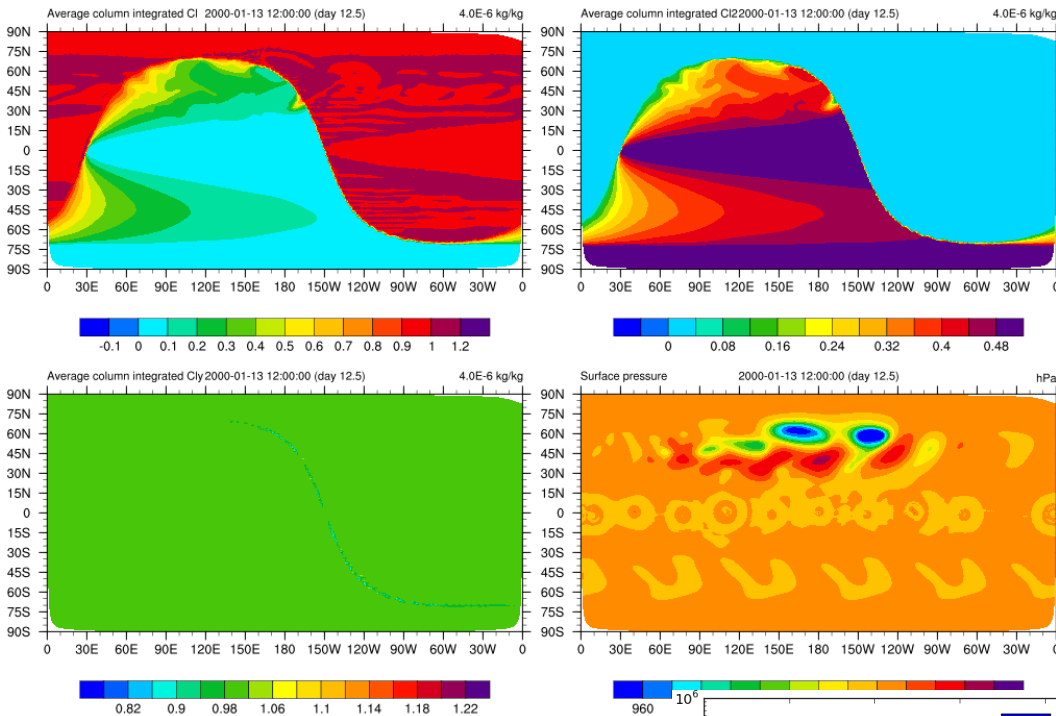 Average column integrated Cl 2000-01-13 12:00:00 (day 12.5) 4.0E-6 kg/kg
90N
75N
60N
45N
30N
15N
0
15S
30S
45S
60S
75S
90S
0 30E 60E 90E 120E 150E 180 150W 120W 90W 60W 30W 0
-0.1 0 0.1 0.2 0.3 0.4 0.5 0.6 0.7 0.8 0.9 1 1.2
Average column integrated Cl2 2000-01-13 12:00:00 (day 12.5) 4.0E-6 kg/kg
90N
75N
60N
45N
30N
15N
0
15S
30S
45S
60S
75S
90S
0 30E 60E 90E 120E 150E 180 150W 120W 90W 60W 30W 0
0 0.08 0.16 0.24 0.32 0.4 0.48
Average column integrated Cly 2000-01-13 12:00:00 (day 12.5) 4.0E-6 kg/kg
90N
75N
60N
45N
30N
15N
0
15S
30S
45S
60S
75S
90S
0 30E 60E 90E 120E 150E 180 150W 120W 90W 60W 30W 0
0.82 0.9 0.98 1.06 1.1 1.14 1.18 1.22
Surface pressure 2000-01-13 12:00:00 (day 12.5) hPa
90N
75N
60N
45N
30N
15N
0
15S
30S
45S
60S
75S
90S
0 30E 60E 90E 120E 150E 180 150W 120W 90W 60W 30W 0
960
10⁶